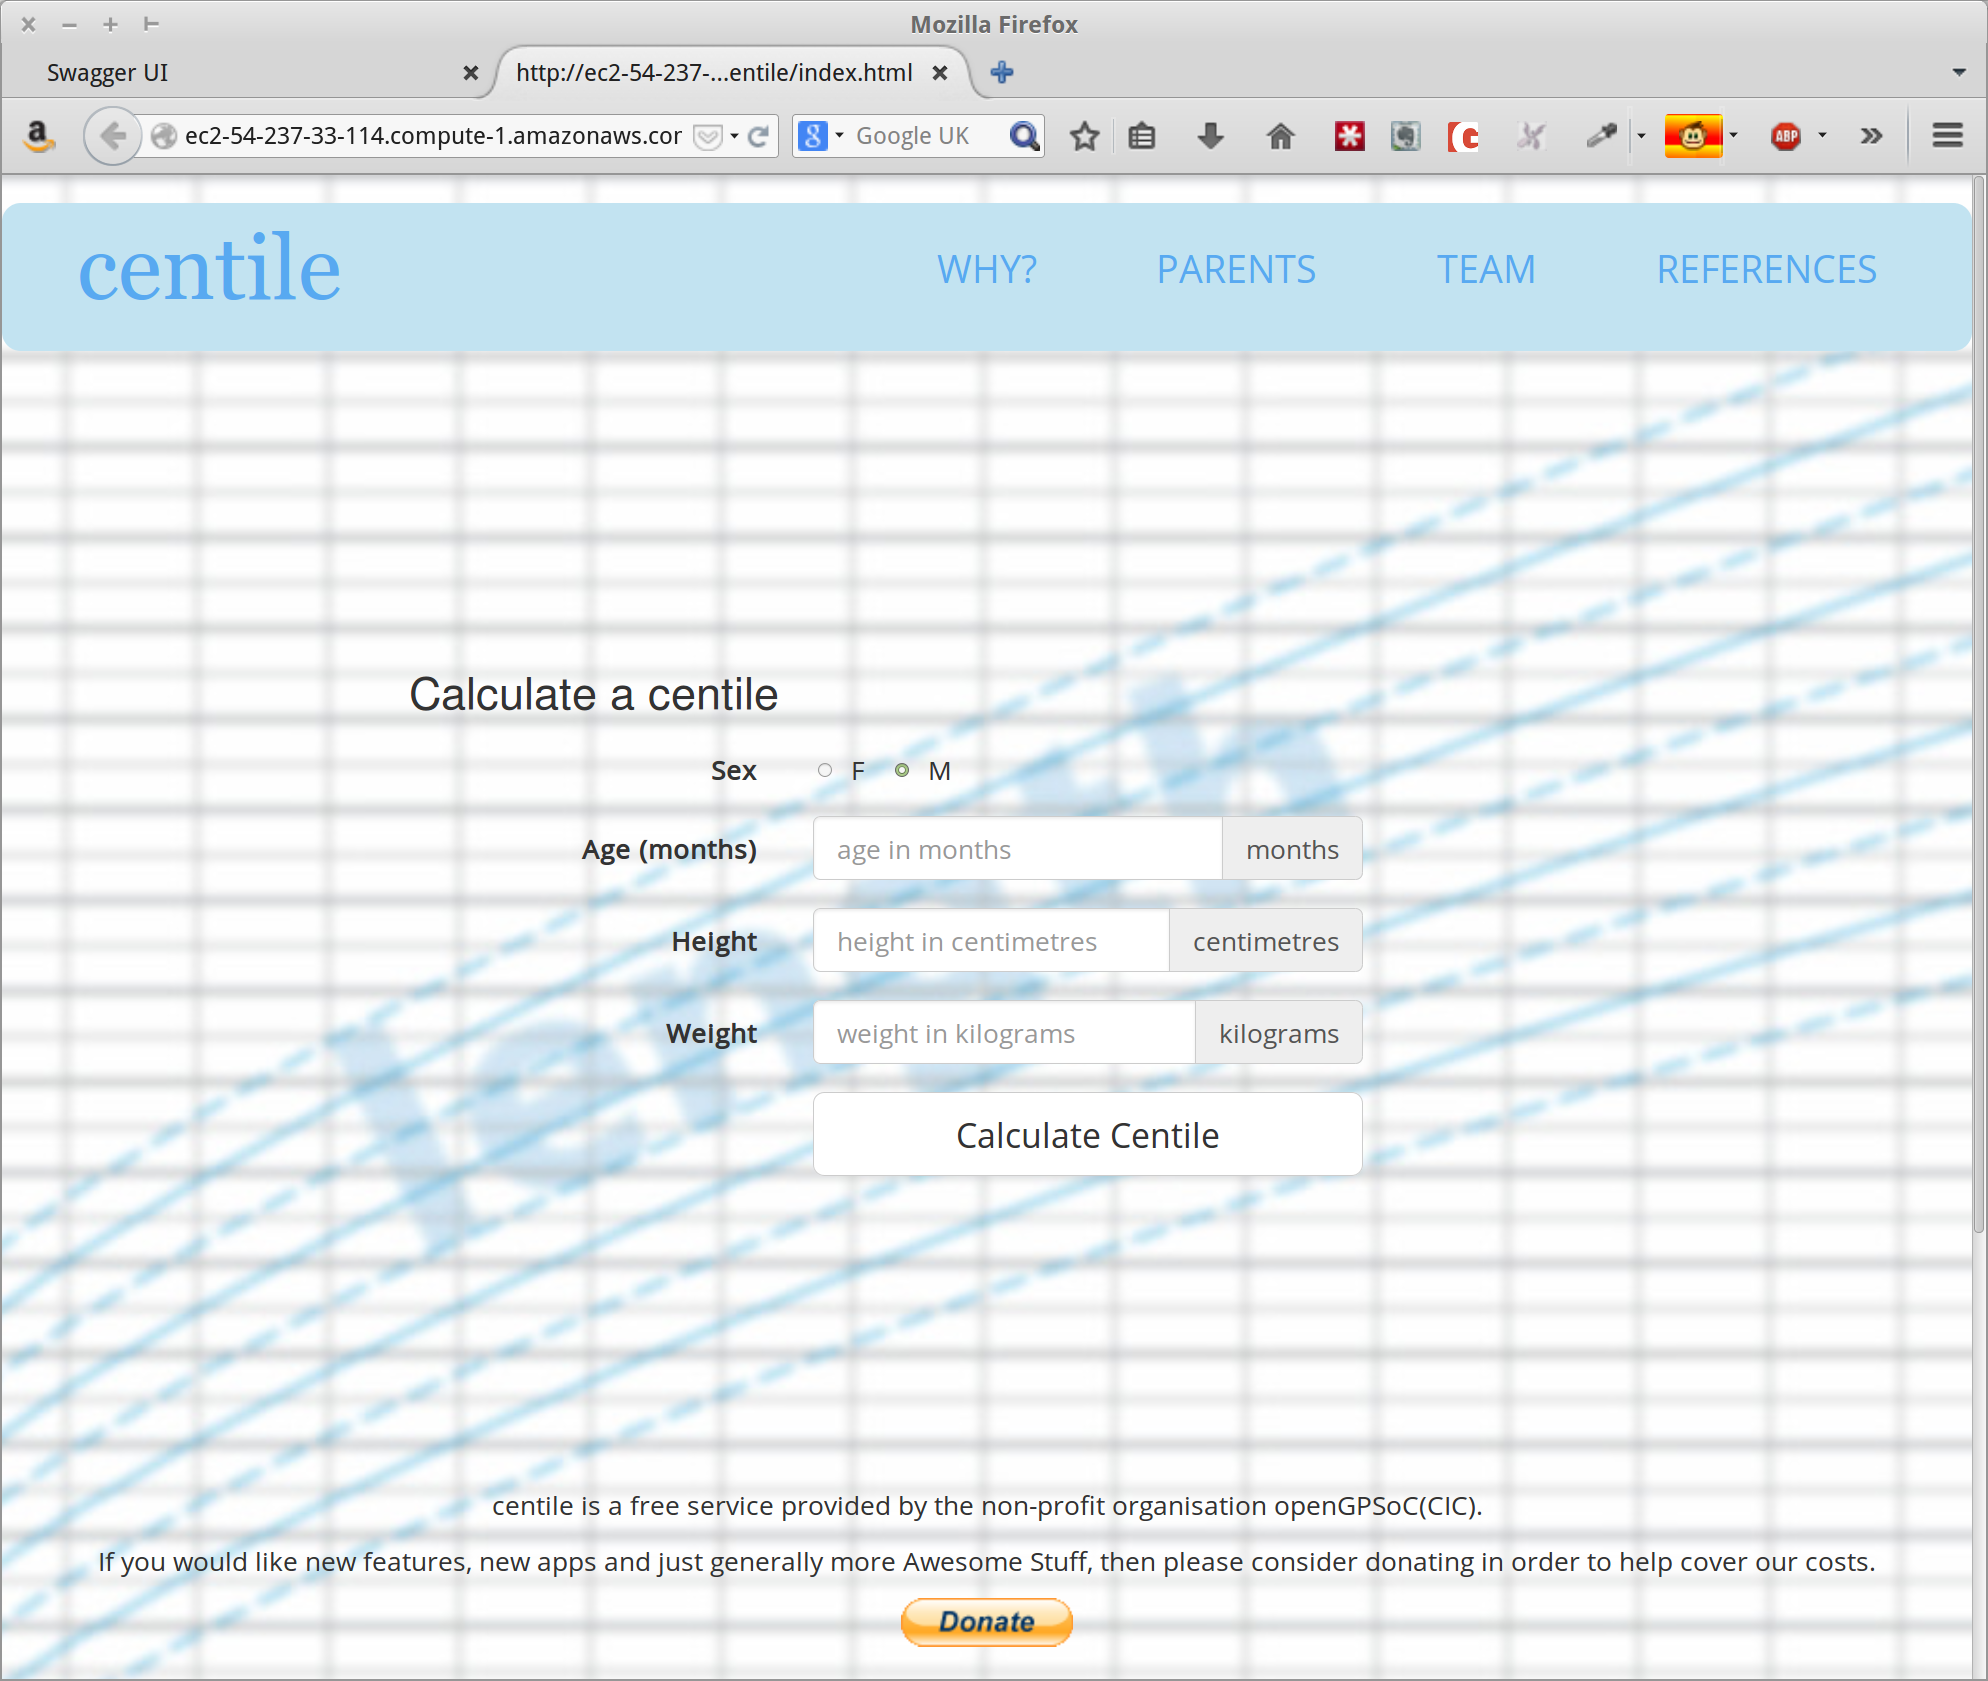 Mozilla Firefox
Swagger UI
http://ec2-54-237-...entile/index.html
ec2-54-237-33-114.compute-1.amazonaws.cor
Google UK
ABP
centile
WHY?
PARENTS
TEAM
REFERENCES
length
Calculate a centile
Sex F M
Age (months) age in months months
Height height in centimetres centimetres
Weight weight in kilograms kilograms
Calculate Centile
centile is a free service provided by the non-profit organisation openGPSoC(CIC).
If you would like new features, new apps and just generally more Awesome Stuff, then please consider donating in order to help cover our costs.
Donate